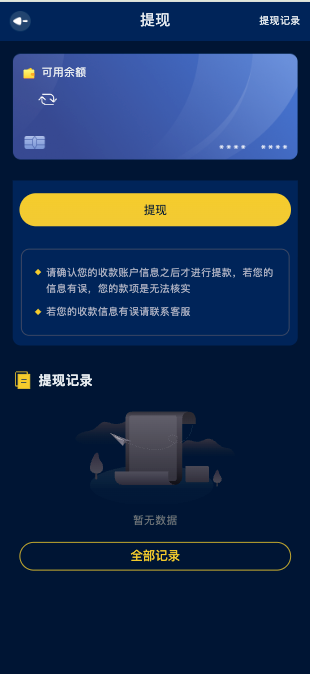 提现
提现记录
可用余额
**** ****
提现
请确认您的收款账户信息之后才进行提款，若您的
信息有误，您的款项是无法核实
若您的收款信息有误请联系客服
提现记录
暂无数据
全部记录